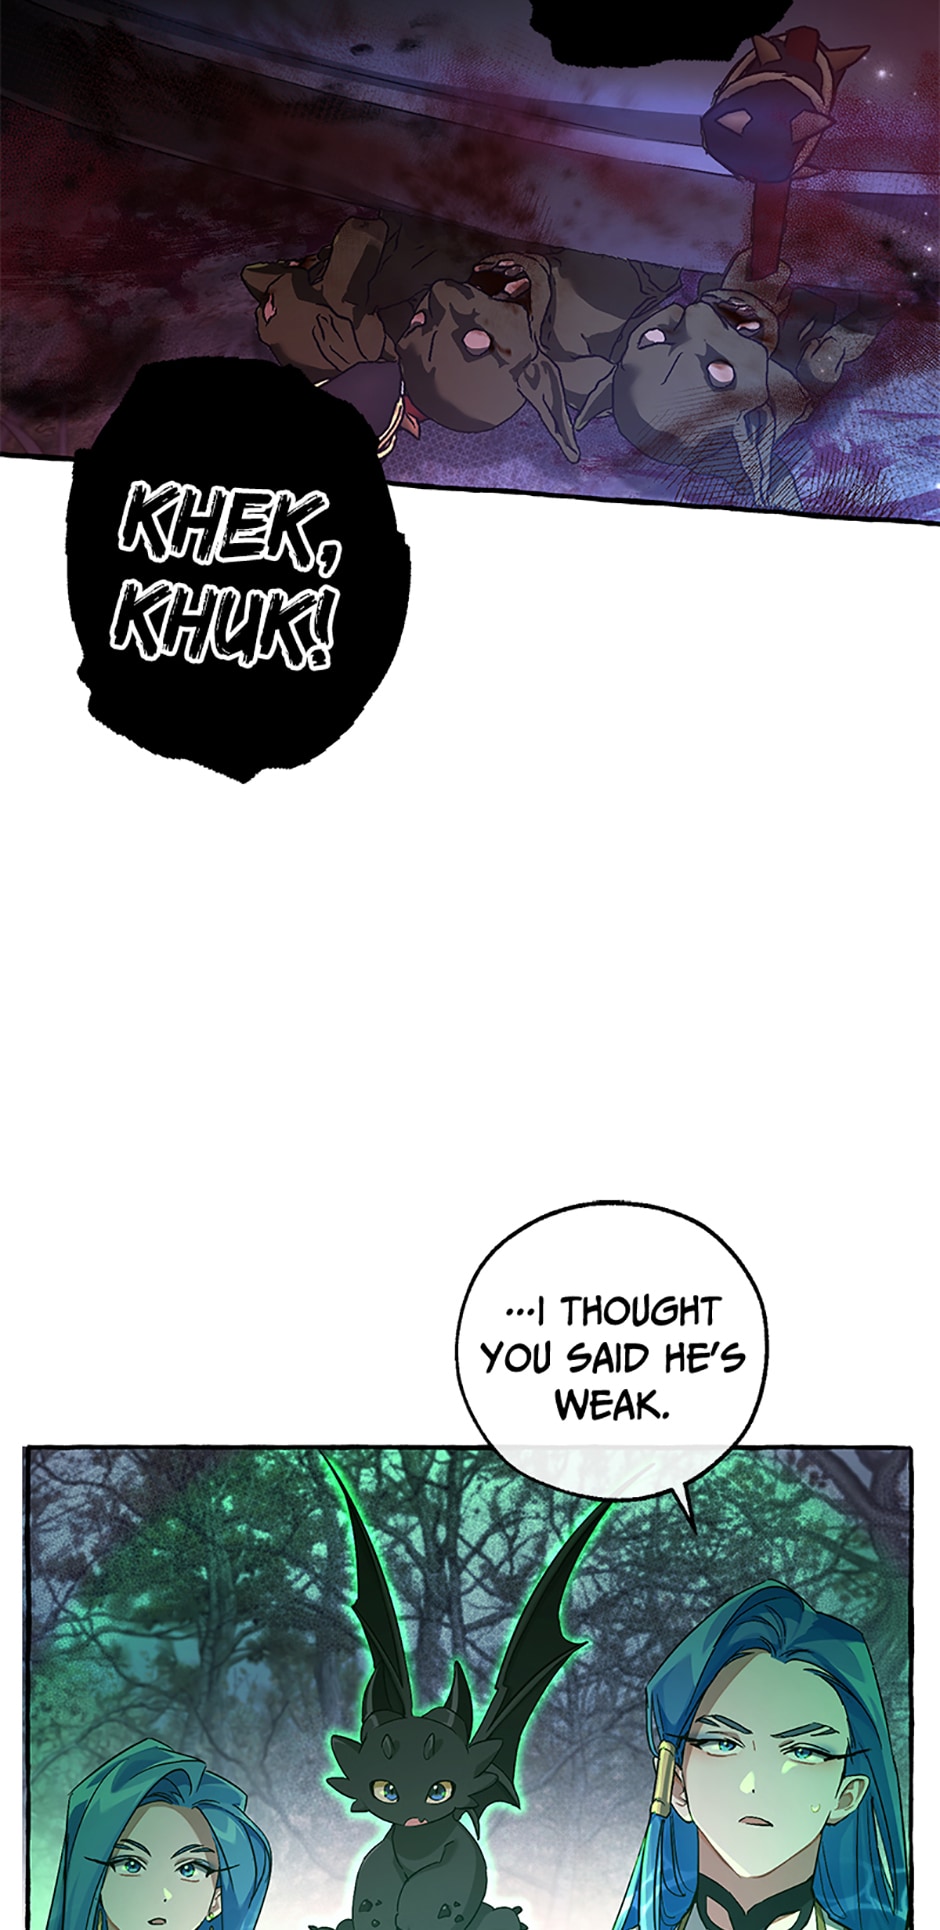 KHEK,
KHUK!
...I THOUGHT
YOU SAID HE'S
WEAK.